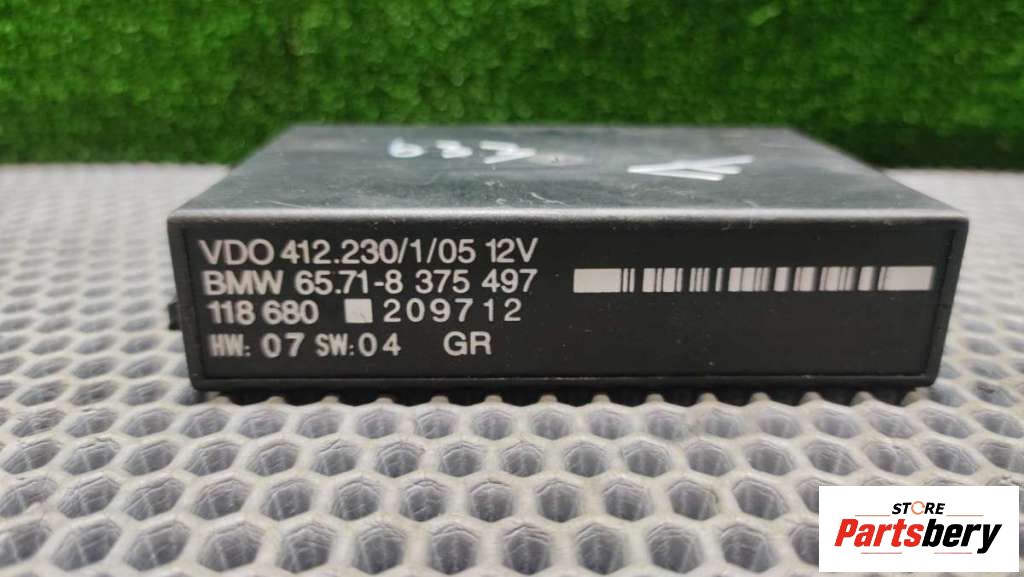 633
VDO 412.230/1/05 12V
BMW 65.71-8 375 497
118 680 209712
HW: 07 SW:04 GR
STORE
Partsbery